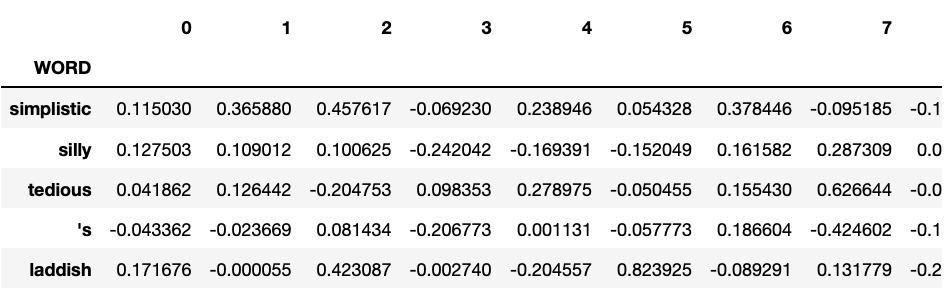 0 1 2 3 4 5 6 7
WORD
simplistic 0.115030 0.365880 0.457617 -0.069230 0.238946 0.054328 0.378446 -0.095185 -0.1
silly 0.127503 0.109012 0.100625 -0.242042 -0.169391 -0.152049 0.161582 0.287309 0.0
tedious 0.041862 0.126442 -0.204753 0.098353 0.278975 -0.050455 0.155430 0.626644 -0.0
's -0.043362 -0.023669 0.081434 -0.206773 0.001131 -0.057773 0.186604 -0.424602 -0.1
laddish 0.171676 -0.000055 0.423087 -0.002740 -0.204557 0.823925 -0.089291 0.131779 -0.2